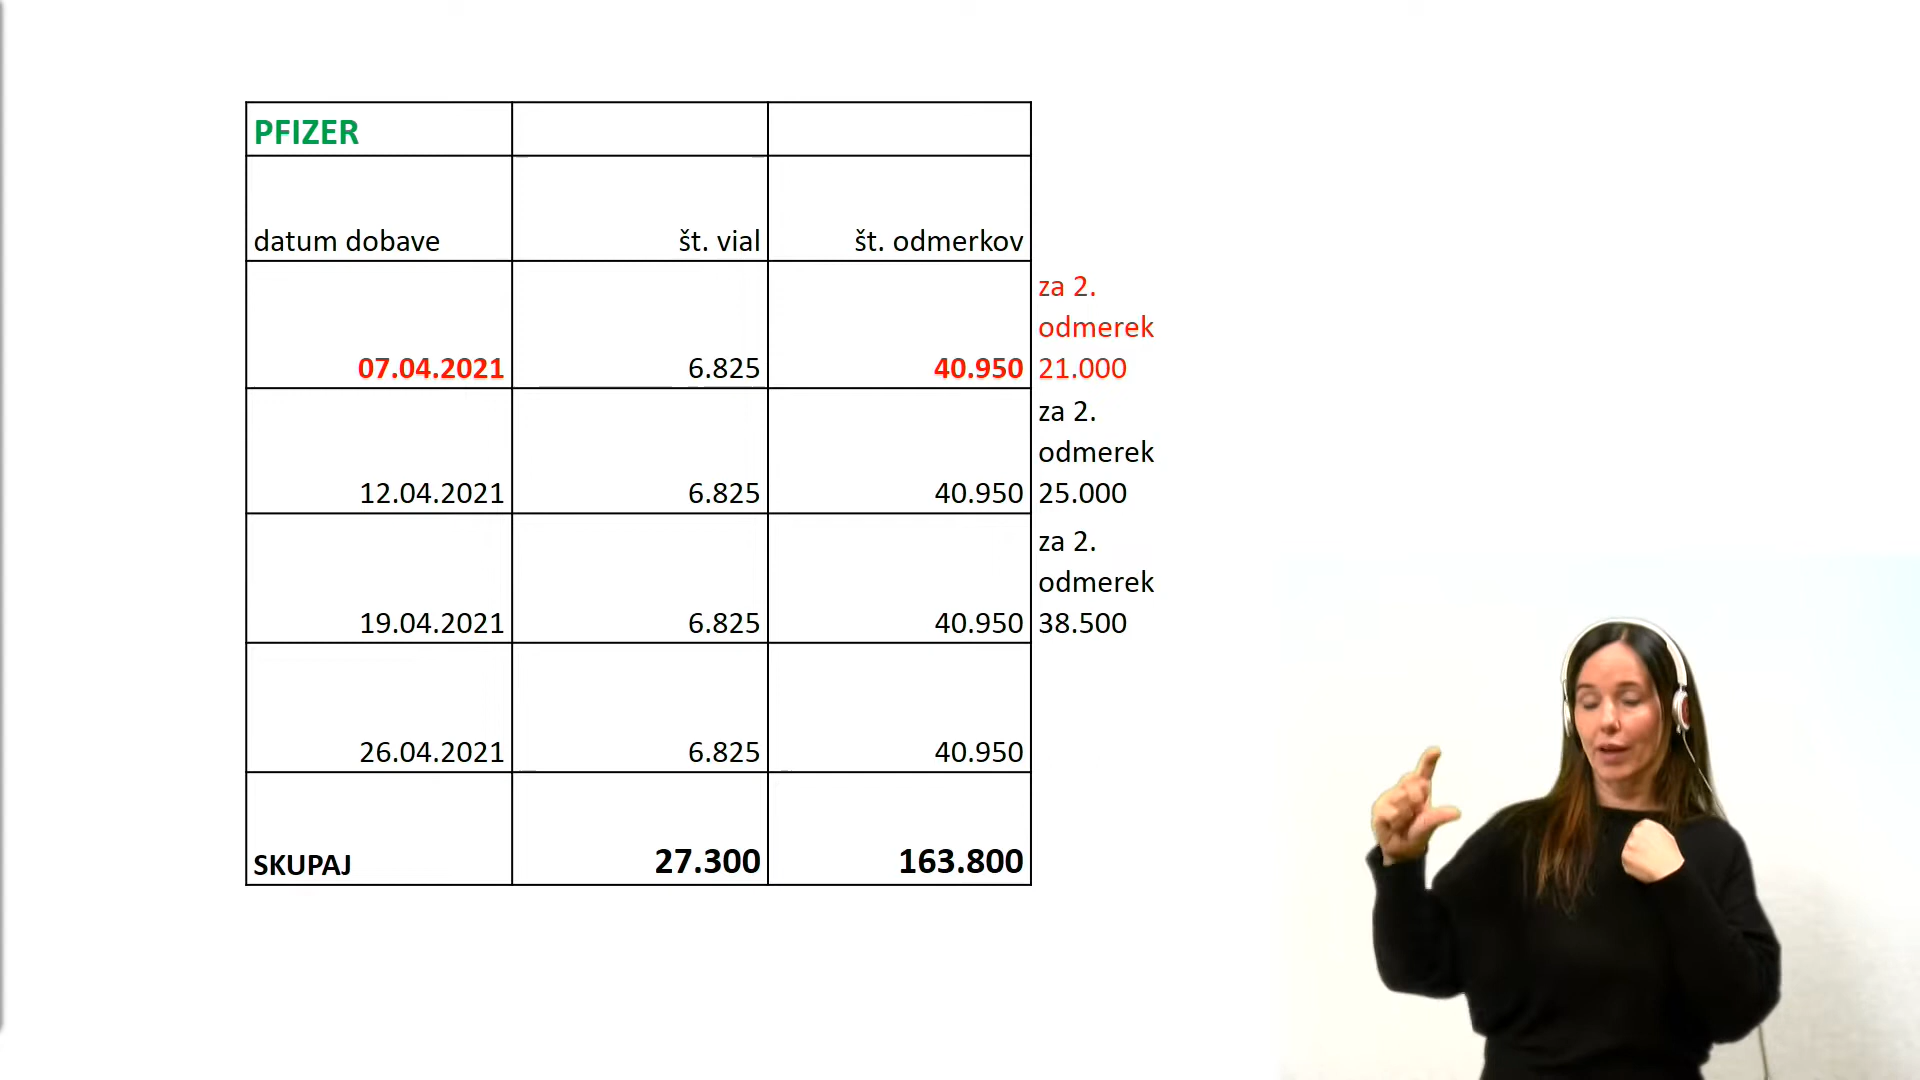 PFIZER
datum dobave št. vial št. odmerkov
za 2.
odmerek
07.04.2021 6.825 40.950 21.000
za 2.
odmerek
12.04.2021 6.825 40.950 25.000
za 2.
odmerek
19.04.2021 6.825 40.950 38.500
26.04.2021 6.825 40.950
SKUPAJ 27.300 163.800